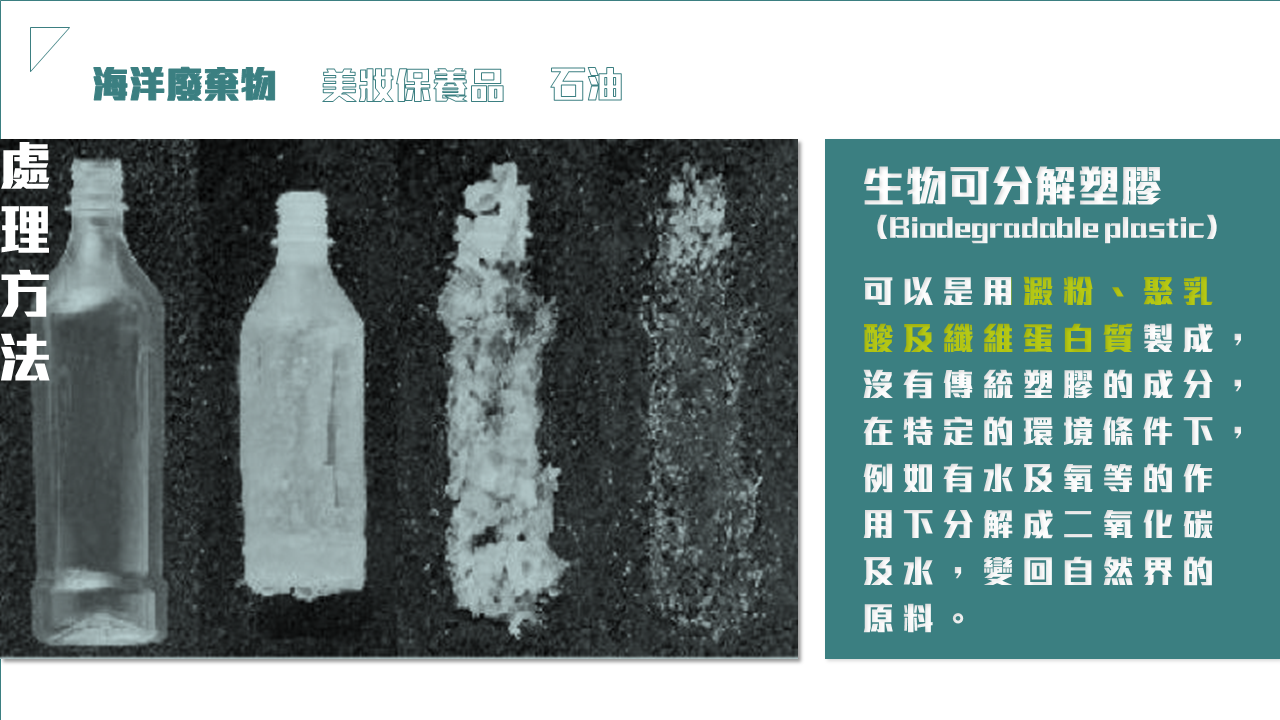 海洋廢棄物 美妝保養品 石油
處理方法
生物可分解塑膠
（Biodegradable plastic）
可以是用澱粉、聚乳
酸及纖維蛋白質製成，
沒有傳統塑膠的成分，
在特定的環境條件下，
例如有水及氧等的作
用下分解成二氧化碳
及水，變回自然界的
原料。